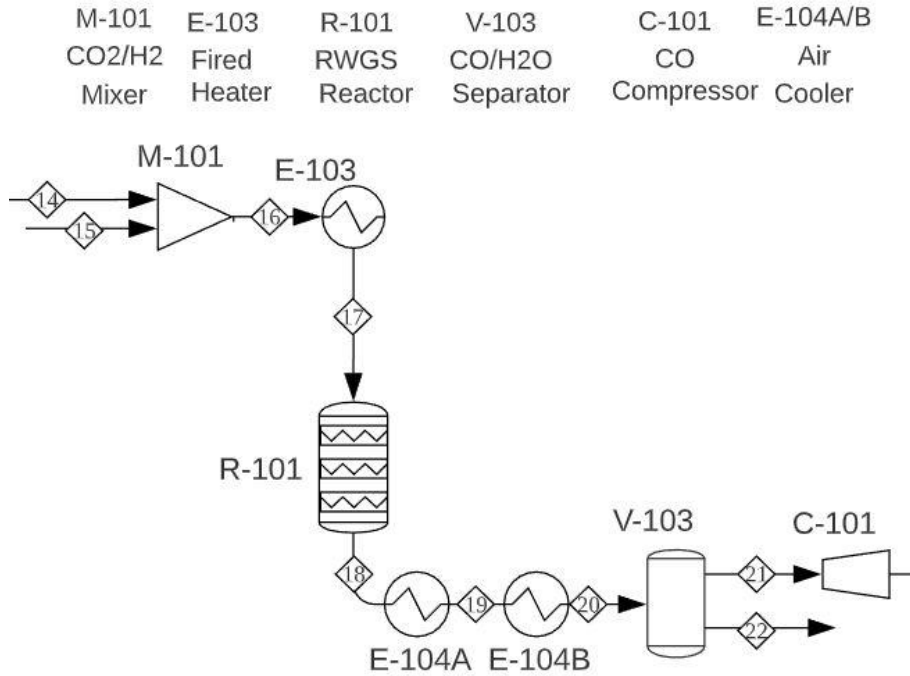 M-101 E-103 R-101 V-103 C-101 E-104A/B
CO2/H2 Fired RWGS CO/H2O CO Air
Mixer Heater Reactor Separator Compressor Cooler
M-101
E-103
14
15
16
17
R-101
V-103
C-101
18
19
20
21
22
E-104A E-104B